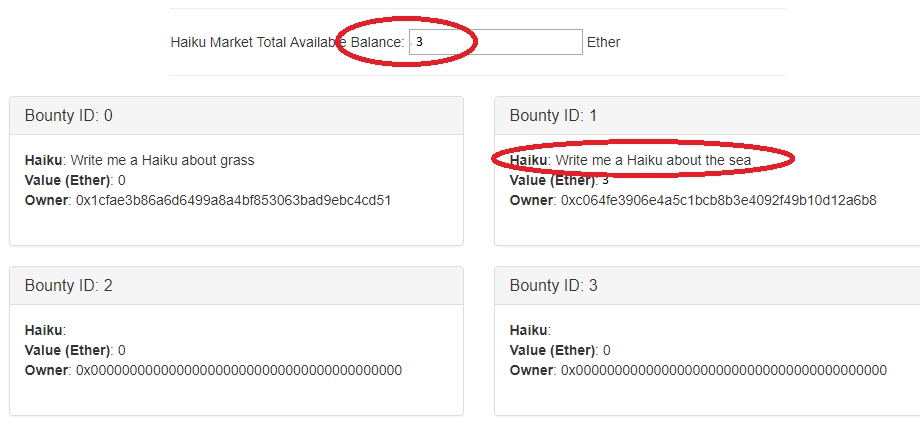 Haiku Market Total Available Balance: 3 Ether
Bounty ID: 0
Haiku: Write me a Haiku about grass
Value (Ether): 0
Owner: 0x1cfae3b86a6d6499a8a4bf853063bad9ebc4cd51
Bounty ID: 1
Haiku: Write me a Haiku about the sea
Value (Ether): 3
Owner: 0xc064fe3906e4a5c1bcb8b3e4092f49b10d12a6b8
Bounty ID: 2
Haiku:
Value (Ether): 0
Owner: 0x0000000000000000000000000000000000000000
Bounty ID: 3
Haiku:
Value (Ether): 0
Owner: 0x0000000000000000000000000000000000000000